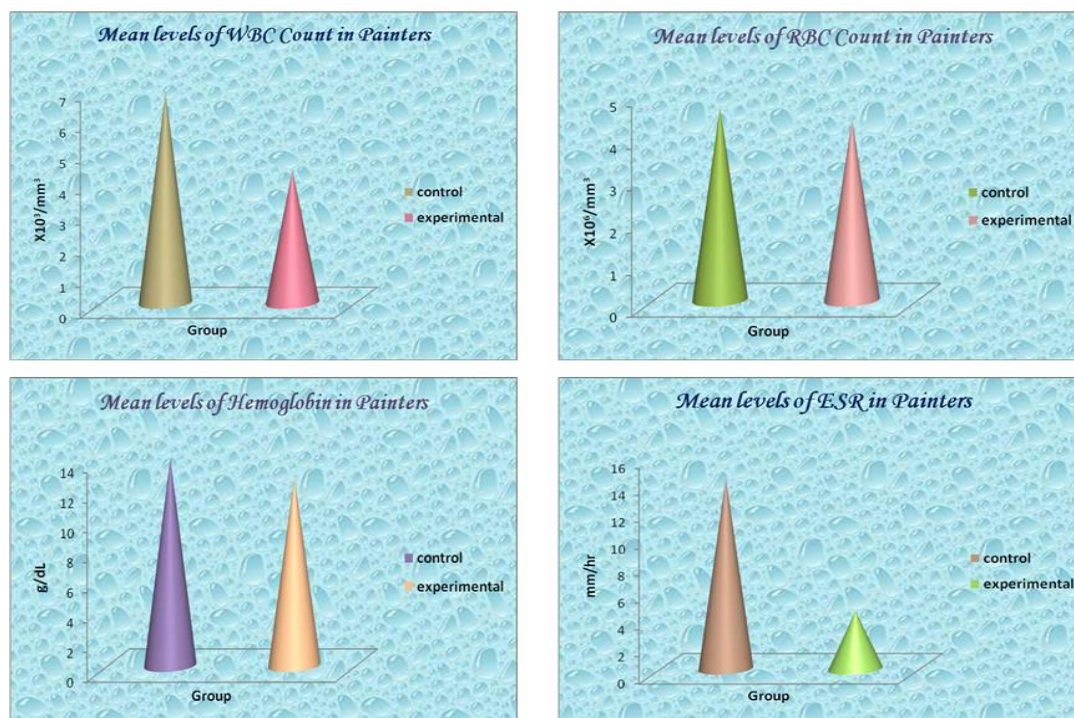 Mean levels of WBC Count in Painters
7
6
5
4
3
2
1
0
X10³/mm³
Group
control
experimental
Mean levels of RBC Count in Painters
5
4
3
2
1
0
X10⁶/mm³
Group
control
experimental
Mean levels of Hemoglobin in Painters
14
12
10
8
6
4
2
0
g/dL
Group
control
experimental
Mean levels of ESR in Painters
16
14
12
10
8
6
4
2
0
mm/hr
Group
control
experimental